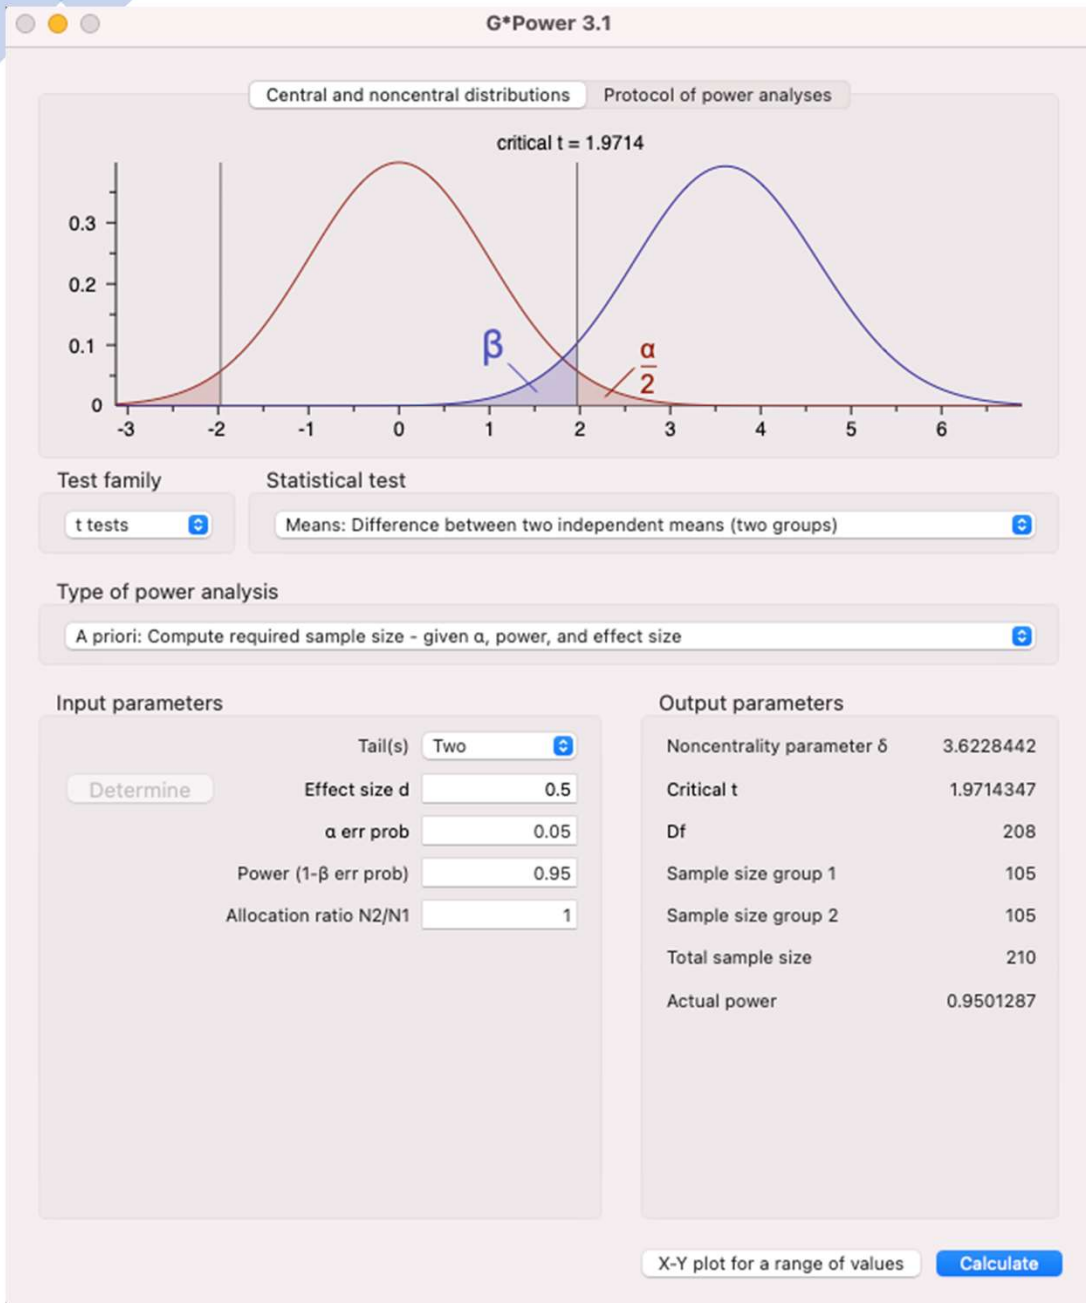 G*Power 3.1
Central and noncentral distributions Protocol of power analyses
critical t = 1.9714
0.3
0.2
0.1
0
β
α
2
-3 -2 -1 0 1 2 3 4 5 6
Test family Statistical test
t tests Means: Difference between two independent means (two groups)
Type of power analysis
A priori: Compute required sample size - given α, power, and effect size
Input parameters
Tail(s) Two
Determine Effect size d 0.5
α err prob 0.05
Power (1-β err prob) 0.95
Allocation ratio N2/N1 1
Output parameters
Noncentrality parameter δ 3.6228442
Critical t 1.9714347
Df 208
Sample size group 1 105
Sample size group 2 105
Total sample size 210
Actual power 0.9501287
X-Y plot for a range of values Calculate